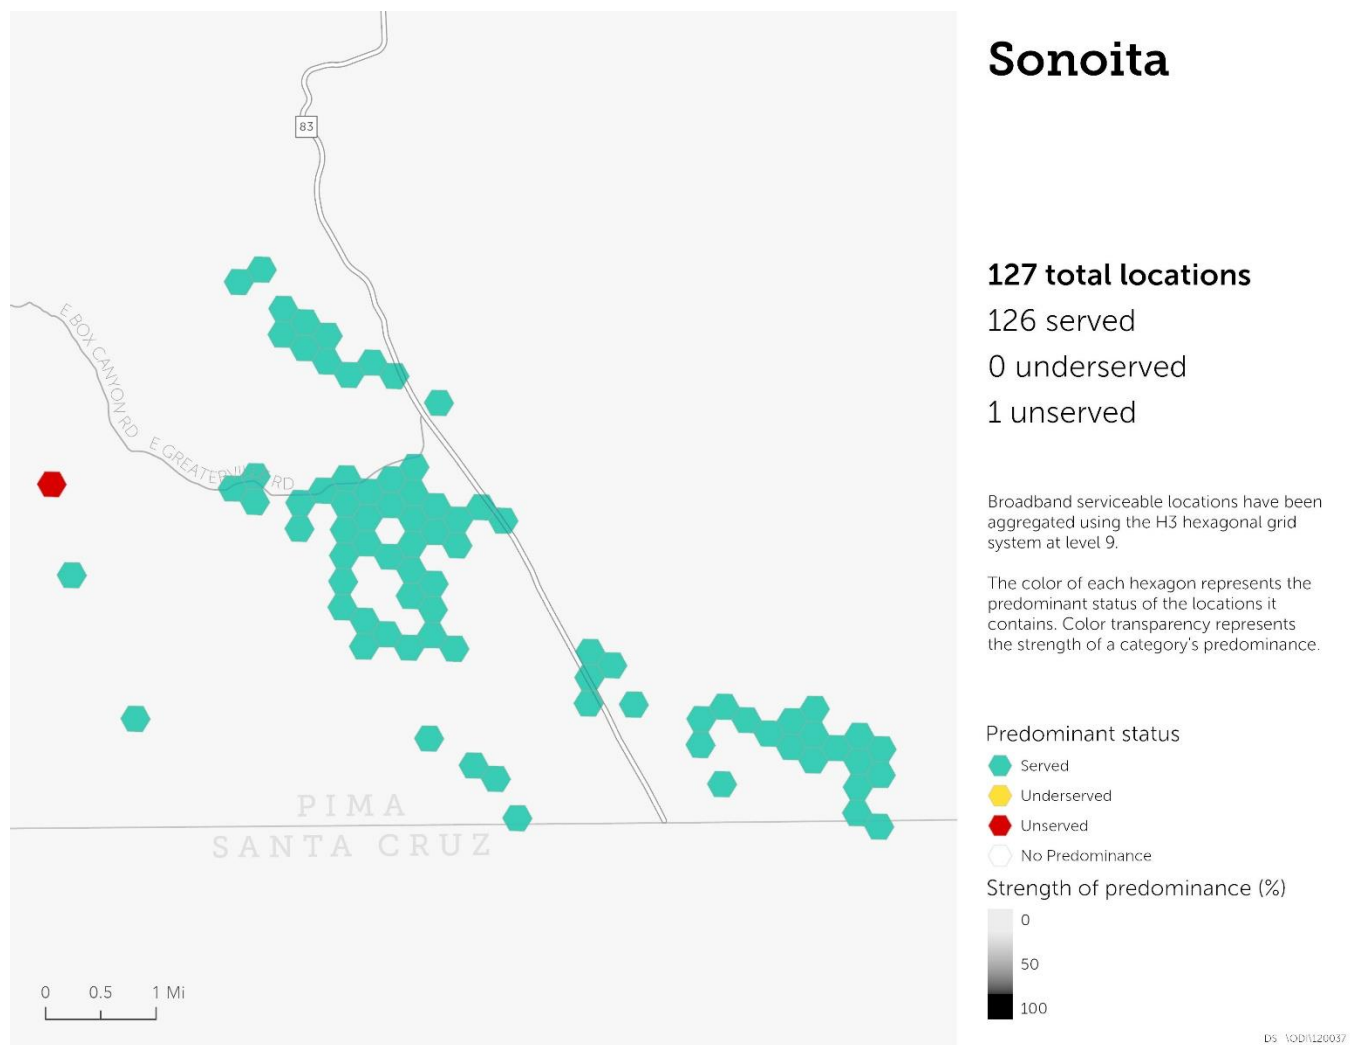 Sonoita
83
127 total locations
126 served
0 underserved
1 unserved
E BOX CANYON RD
E GREATERVILLE RD
Broadband serviceable locations have been
aggregated using the H3 hexagonal grid
system at level 9.
The color of each hexagon represents the
predominant status of the locations it
contains. Color transparency represents
the strength of a category's predominance.
Predominant status
Served
Underserved
Unserved
No Predominance
PIMA
SANTA CRUZ
Strength of predominance (%)
0
50
100
0 0.5 1 Mi